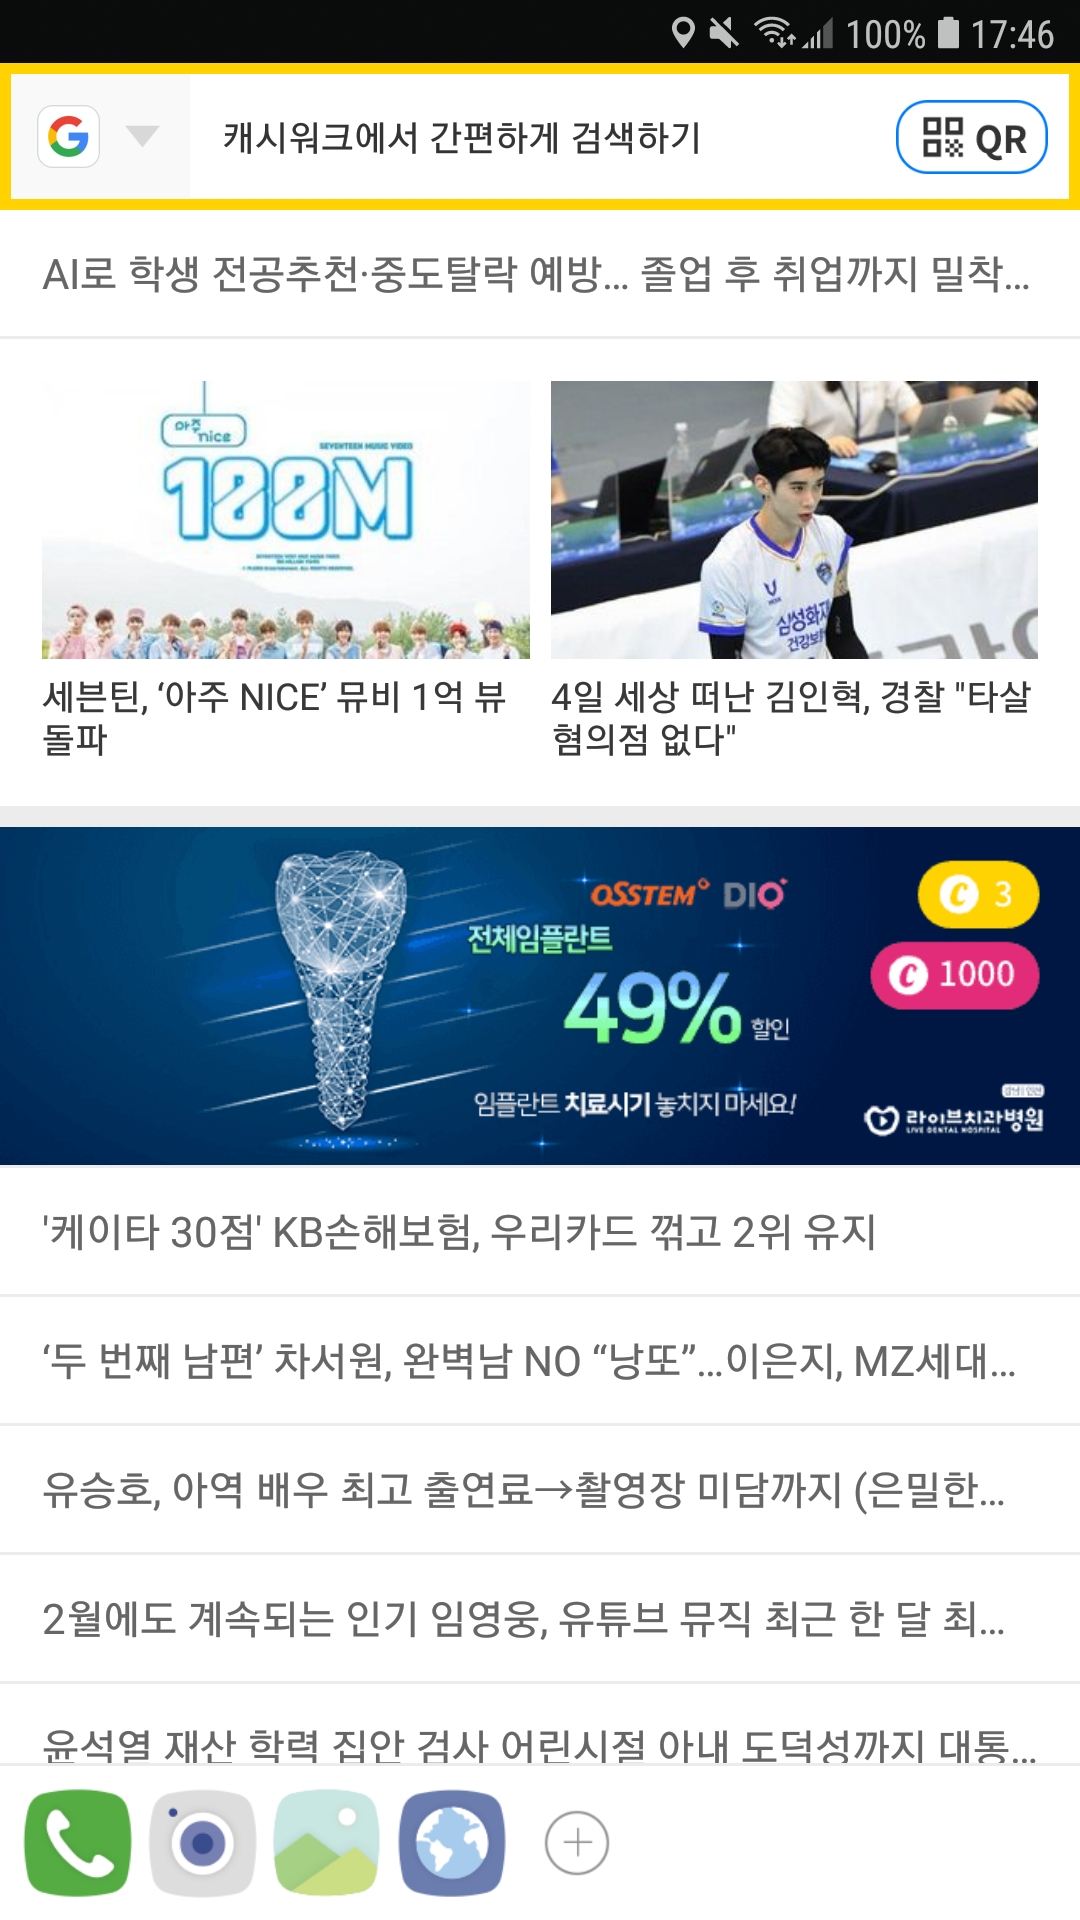 100% 17:46
캐시워크에서 간편하게 검색하기
QR
AI로 학생 전공추천·중도탈락 예방... 졸업 후 취업까지 밀착...
아주 nice
SEVENTEEN MUSIC VIDEO
100M
삼성화재
건강보험
세븐틴, ‘아주 NICE’ 뮤비 1억 뷰
돌파
4일 세상 떠난 김인혁, 경찰 "타살
혐의점 없다"
OSSTEM DIO
전체임플란트
49% 할인
임플란트 치료시기 놓치지 마세요!
C 3
C 1000
라이브치과병원
LIVE DENTAL HOSPITAL
'케이타 30점' KB손해보험, 우리카드 꺾고 2위 유지
‘두 번째 남편’ 차서원, 완벽남 NO “낭또”...이은지, MZ세대...
유승호, 아역 배우 최고 출연료→촬영장 미담까지 (은밀한...
2월에도 계속되는 인기 임영웅, 유튜브 뮤직 최근 한 달 최...
윤석열 재산 학력 집안 검사 어린시절 아내 도덕성까지 대통...